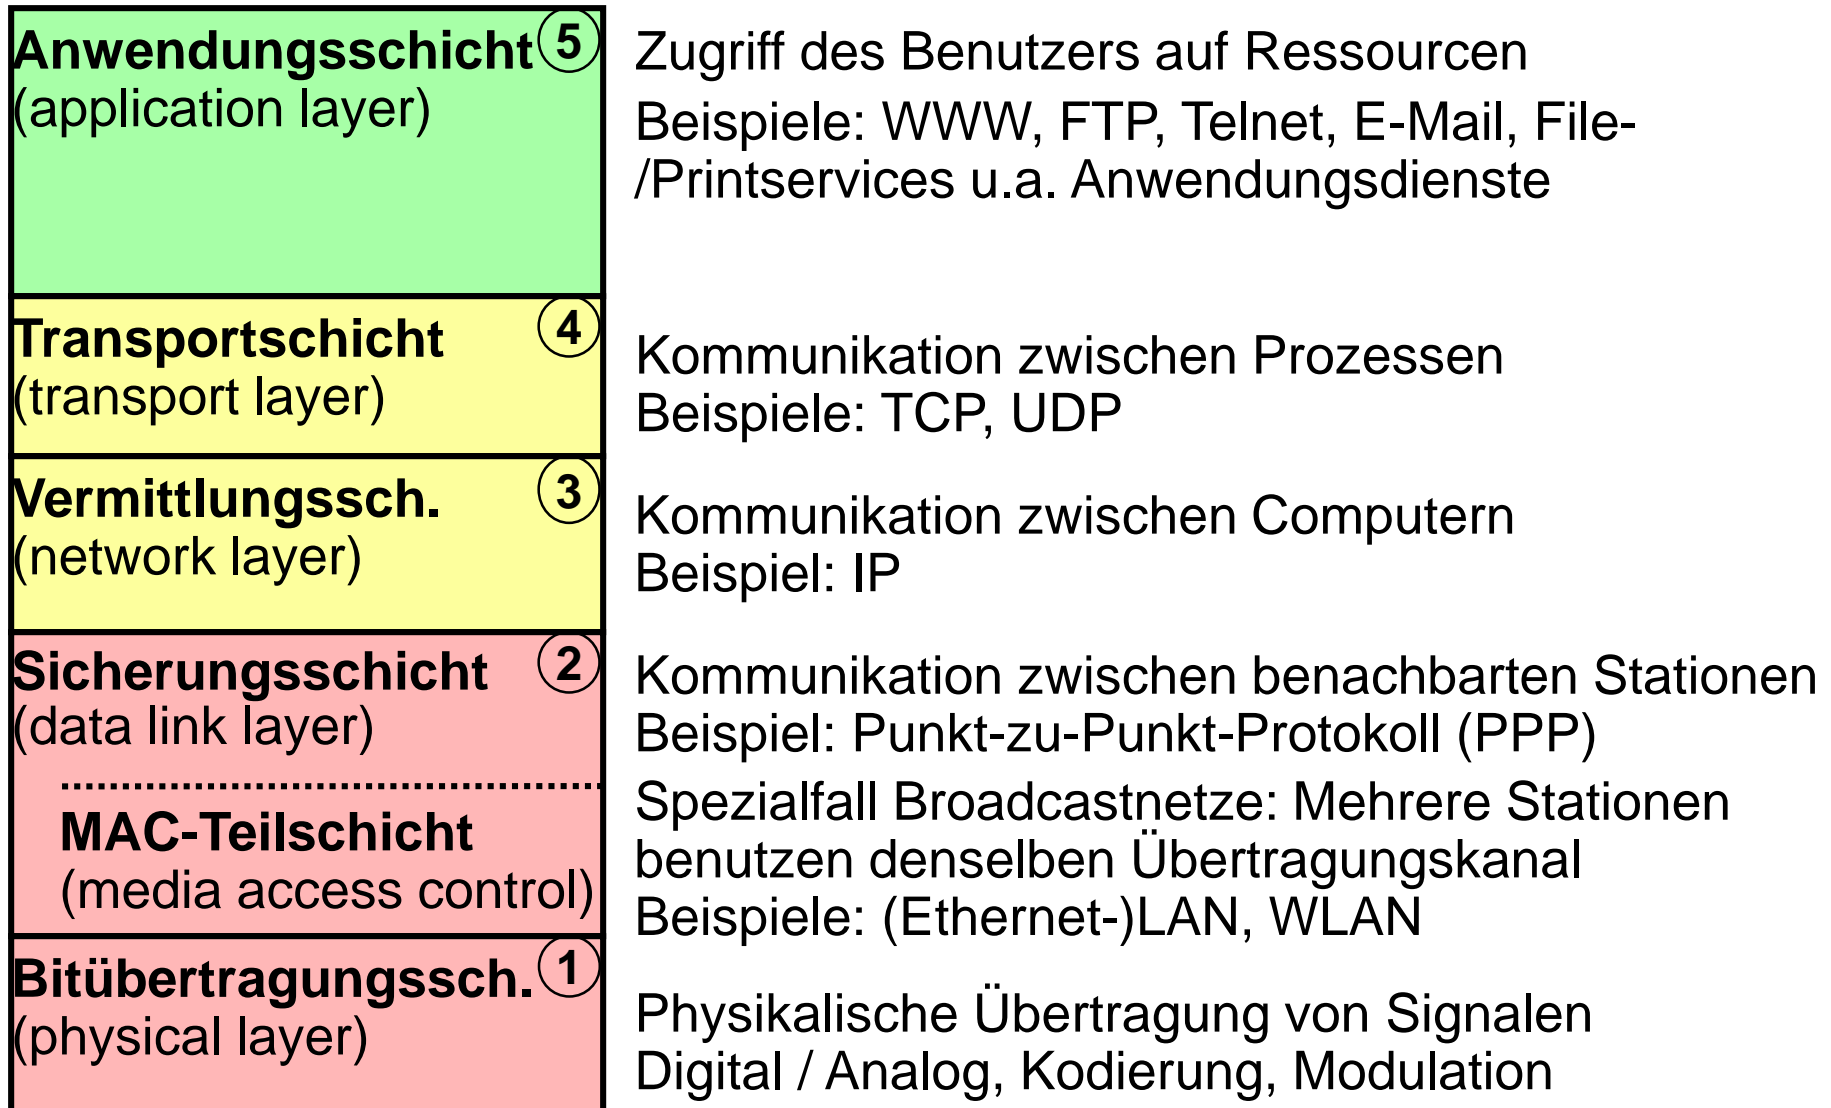 Anwendungsschicht 5
(application layer)
Zugriff des Benutzers auf Ressourcen
Beispiele: WWW, FTP, Telnet, E-Mail, File-
/Printservices u.a. Anwendungsdienste
Transportschicht 4
(transport layer)
Kommunikation zwischen Prozessen
Beispiele: TCP, UDP
Vermittlungssch. 3
(network layer)
Kommunikation zwischen Computern
Beispiel: IP
Sicherungsschicht 2
(data link layer)
Kommunikation zwischen benachbarten Stationen
Beispiel: Punkt-zu-Punkt-Protokoll (PPP)
MAC-Teilschicht
(media access control)
Spezialfall Broadcastnetze: Mehrere Stationen
benutzen denselben Übertragungskanal
Beispiele: (Ethernet-)LAN, WLAN
Bitübertragungssch. 1
(physical layer)
Physikalische Übertragung von Signalen
Digital / Analog, Kodierung, Modulation